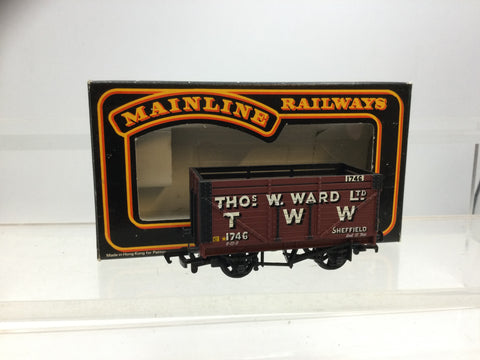 MAINLINE RAILWAYS
1746
THOS W. WARD LTD
T W W
SHEFFIELD
1746
Made in Hong Kong for Palitoy